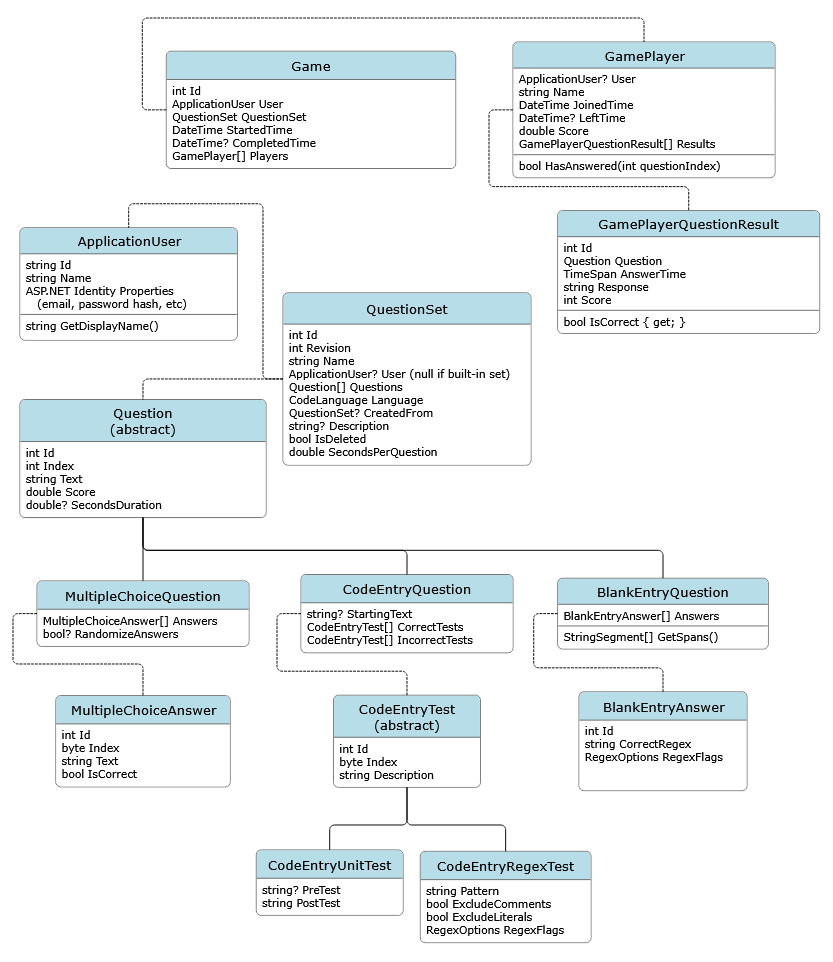 Game
int Id
ApplicationUser User
QuestionSet QuestionSet
DateTime StartedTime
DateTime? CompletedTime
GamePlayer[] Players
GamePlayer
ApplicationUser? User
string Name
DateTime JoinedTime
DateTime? LeftTime
double Score
GamePlayerQuestionResult[] Results
bool HasAnswered(int questionIndex)
ApplicationUser
string Id
string Name
ASP.NET Identity Properties
(email, password hash, etc)
string GetDisplayName()
GamePlayerQuestionResult
int Id
Question Question
TimeSpan AnswerTime
string Response
int Score
bool IsCorrect { get; }
QuestionSet
int Id
int Revision
string Name
ApplicationUser? User (null if built-in set)
Question[] Questions
CodeLanguage Language
QuestionSet? CreatedFrom
string? Description
bool IsDeleted
double SecondsPerQuestion
Question
(abstract)
int Id
int Index
string Text
double Score
double? SecondsDuration
MultipleChoiceQuestion
MultipleChoiceAnswer[] Answers
bool? RandomizeAnswers
CodeEntryQuestion
string? StartingText
CodeEntryTest[] CorrectTests
CodeEntryTest[] IncorrectTests
BlankEntryQuestion
BlankEntryAnswer[] Answers
StringSegment[] GetSpans()
MultipleChoiceAnswer
int Id
byte Index
string Text
bool IsCorrect
CodeEntryTest
(abstract)
int Id
byte Index
string Description
BlankEntryAnswer
int Id
string CorrectRegex
RegexOptions RegexFlags
CodeEntryUnitTest
string? PreTest
string PostTest
CodeEntryRegexTest
string Pattern
bool ExcludeComments
bool ExcludeLiterals
RegexOptions RegexFlags